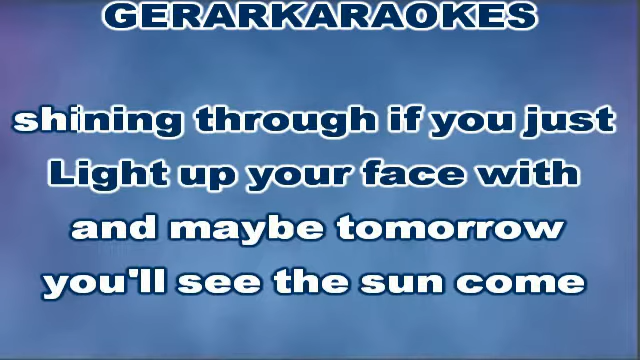 GERARKARAOKES
shining through if you just
Light up your face with
and maybe tomorrow
you'll see the sun come